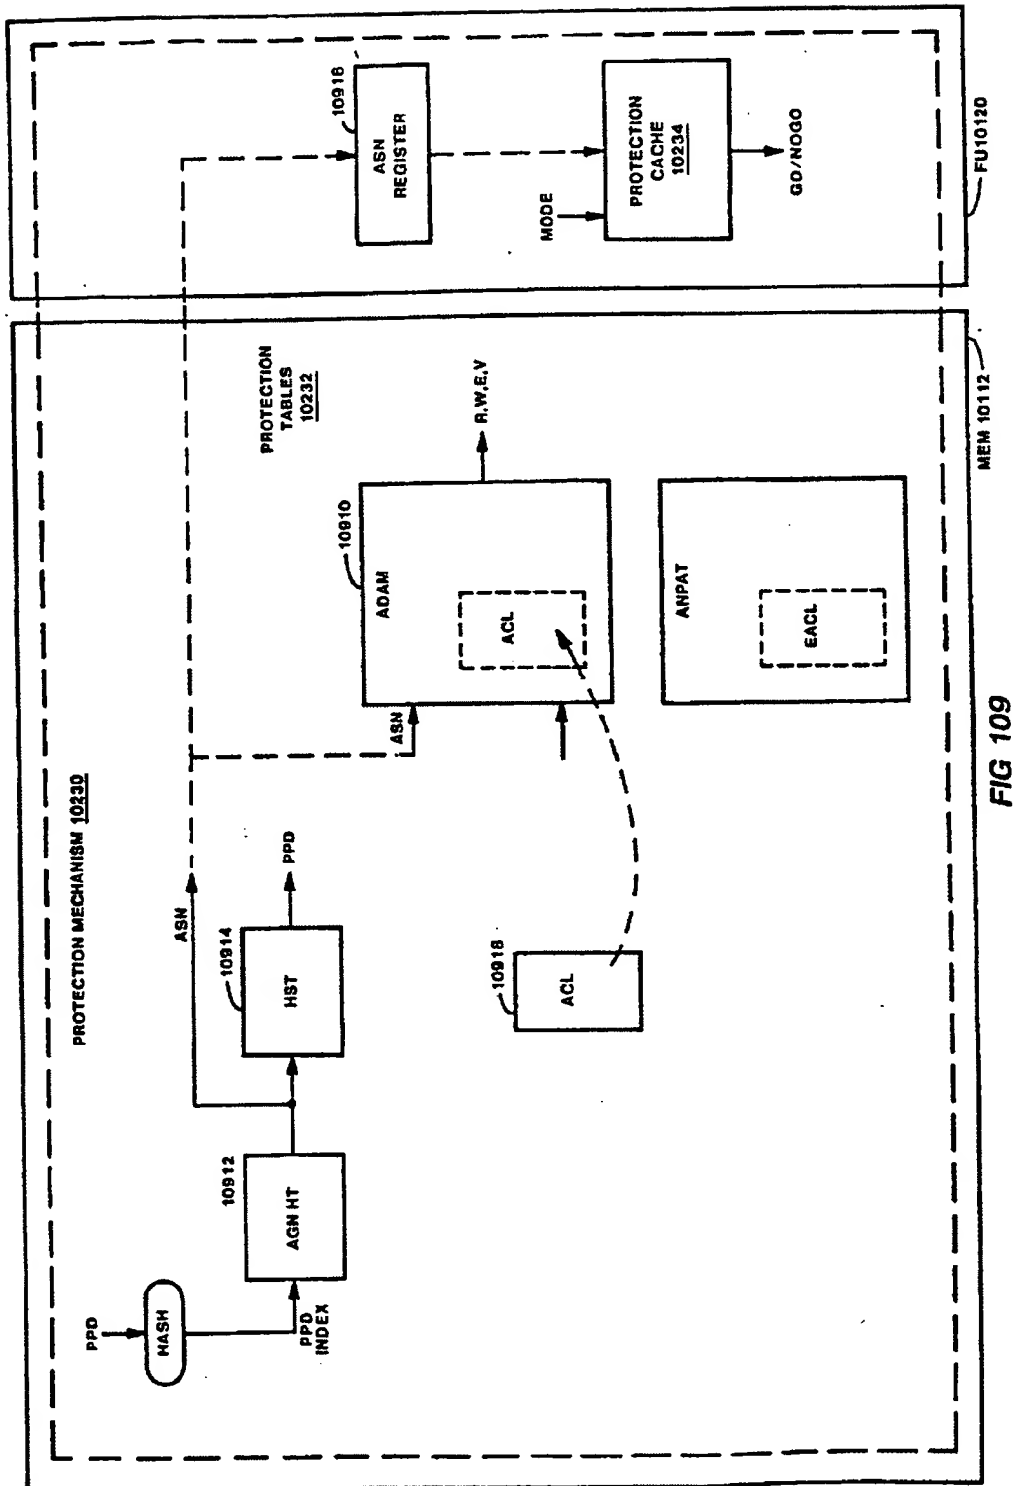 PROTECTION MECHANISM 10230
PPD
HASH
PPD
INDEX
10912
AGN HT
ASN
10914
HST
PPD
10918
ACL
PROTECTION
TABLES
10232
10910
ADAM
ASN
ACL
R,W,E,V
ANPAT
EACL
MEM 10112
10916
ASN
REGISTER
MODE
PROTECTION
CACHE
10234
GO/NOGO
FU10120
FIG 109